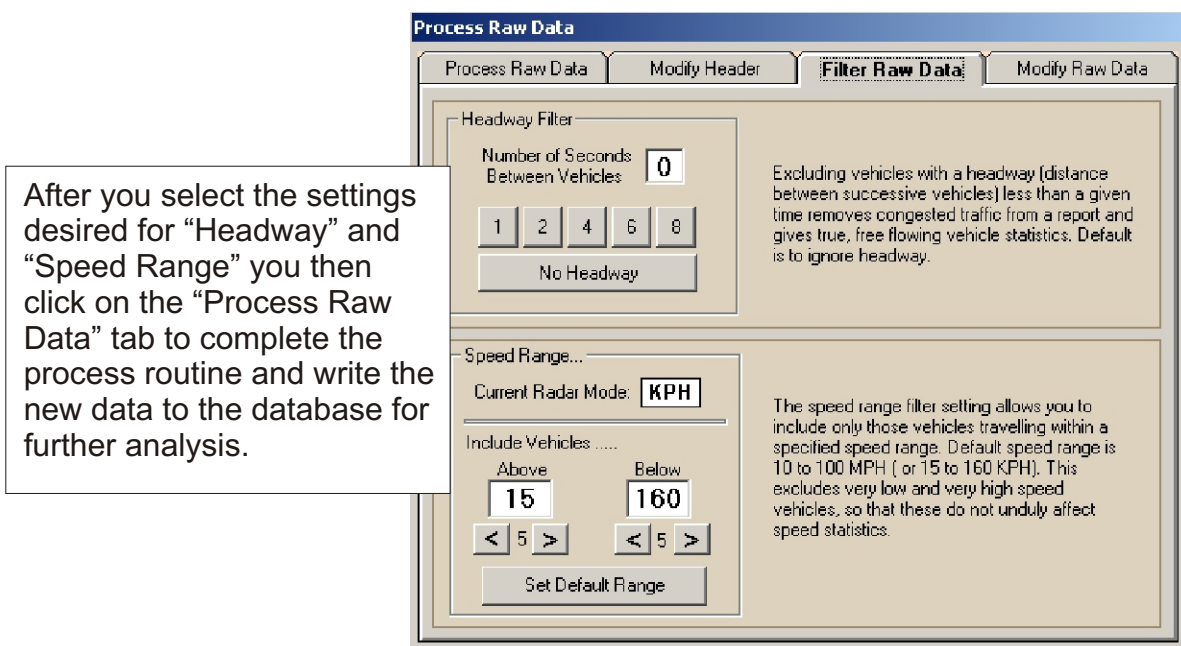 Process Raw Data
Process Raw Data
Modify Header
Filter Raw Data
Modify Raw Data
Headway Filter
Number of Seconds
Between Vehicles
0
1 2 4 6 8
No Headway
Excluding vehicles with a headway (distance
between successive vehicles) less than a given
time removes congested traffic from a report and
gives true, free flowing vehicle statistics. Default
is to ignore headway.
After you select the settings
desired for “Headway” and
“Speed Range” you then
click on the “Process Raw
Data” tab to complete the
process routine and write the
new data to the database for
further analysis.
Speed Range...
Current Radar Mode: KPH
Include Vehicles .....
Above Below
15 160
< 5 > < 5 >
Set Default Range
The speed range filter setting allows you to
include only those vehicles travelling within a
specified speed range. Default speed range is
10 to 100 MPH ( or 15 to 160 KPH). This
excludes very low and very high speed
vehicles, so that these do not unduly affect
speed statistics.